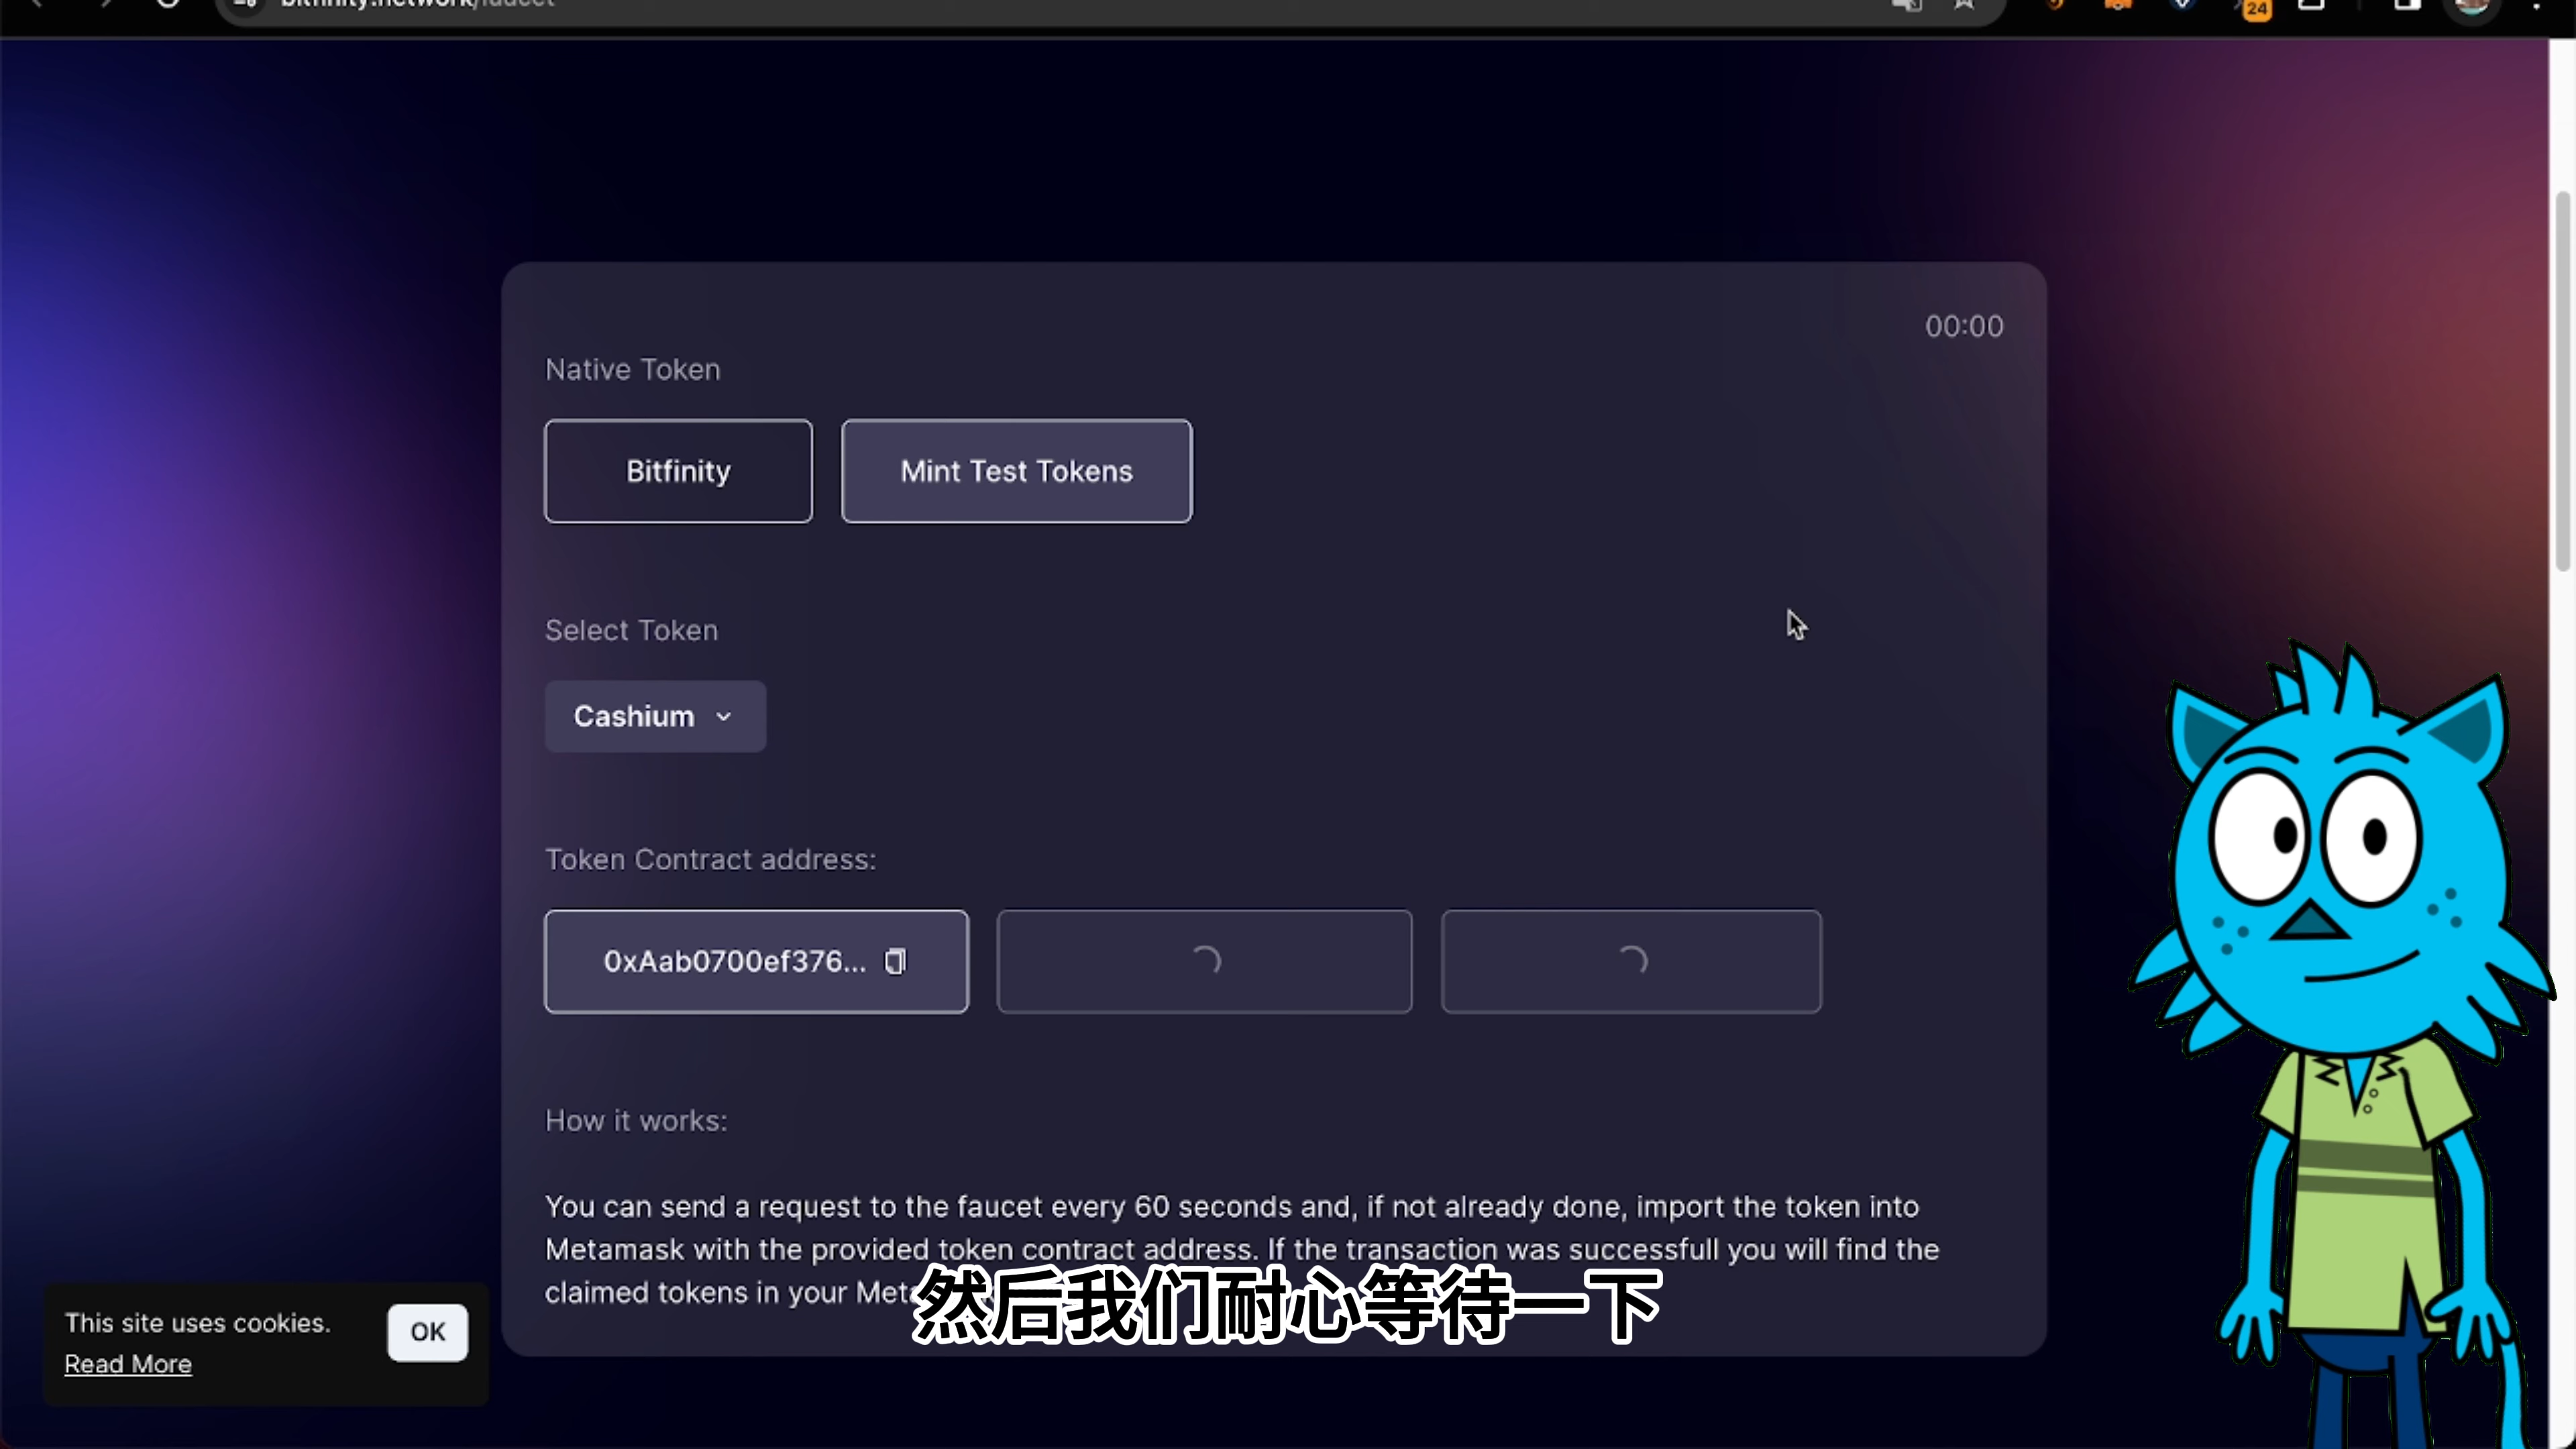 24
00:00
Native Token
Bitfinity
Mint Test Tokens
Select Token
Cashium
Token Contract address:
0xAab0700ef376...
How it works:
You can send a request to the faucet every 60 seconds and, if not already done, import the token into
Metamask with the provided token contract address. If the transaction was successfull you will find the
claimed tokens in your
然后我们耐心等待一下
This site uses cookies.
OK
Read More